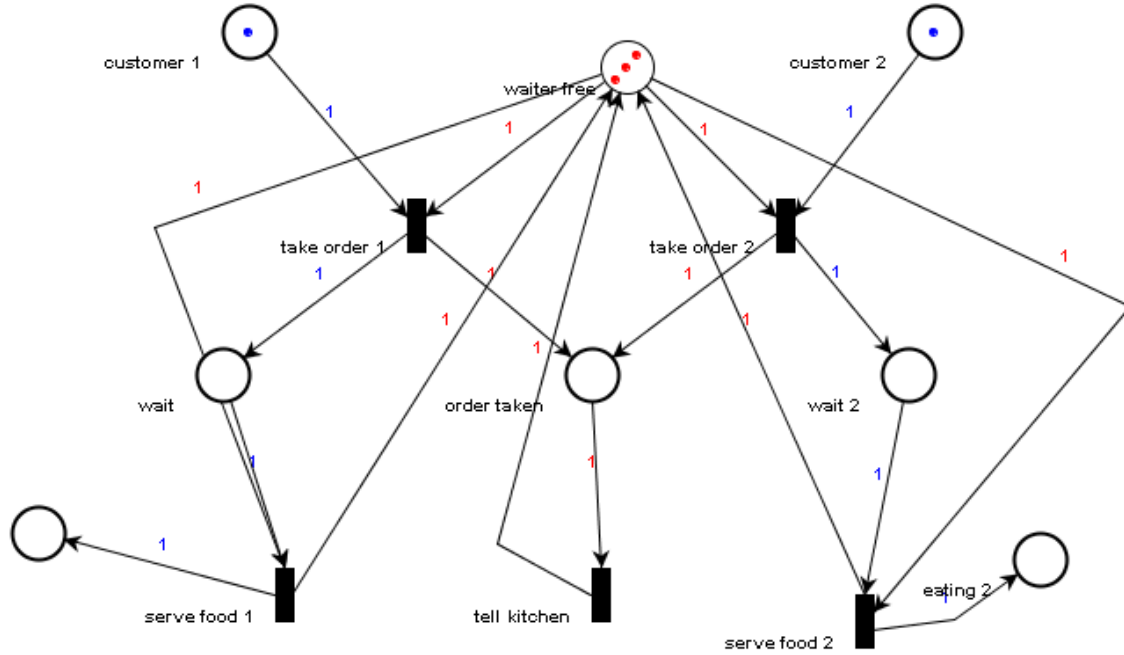 customer 1
customer 2
waiter free
1
1
1
1
1
take order 1
take order 2
1
1
1
1
1
1
1
1
wait
order taken
wait 2
1
1
1
1
serve food 1
tell kitchen
serve food 2
eating 2
1